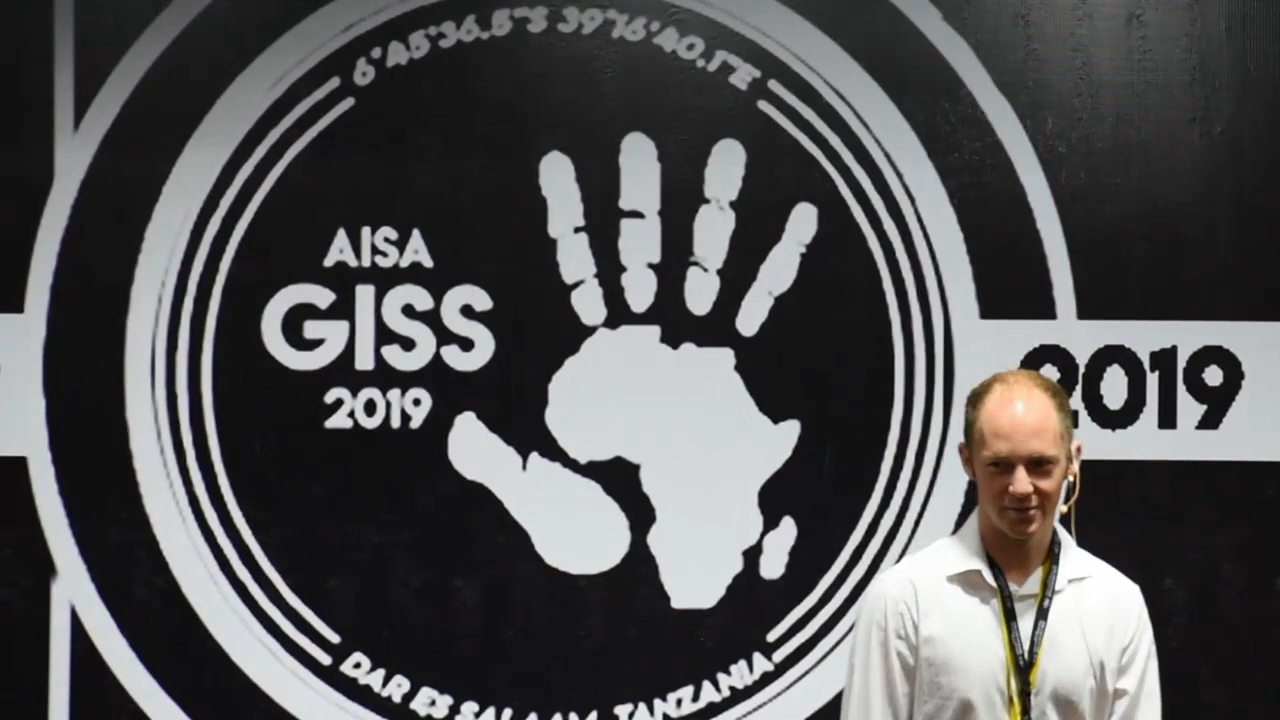 6°45'36.5"S 39°16'40.1"E
AISA
GISS
2019
DAR ES SALAAM, TANZANIA
2019